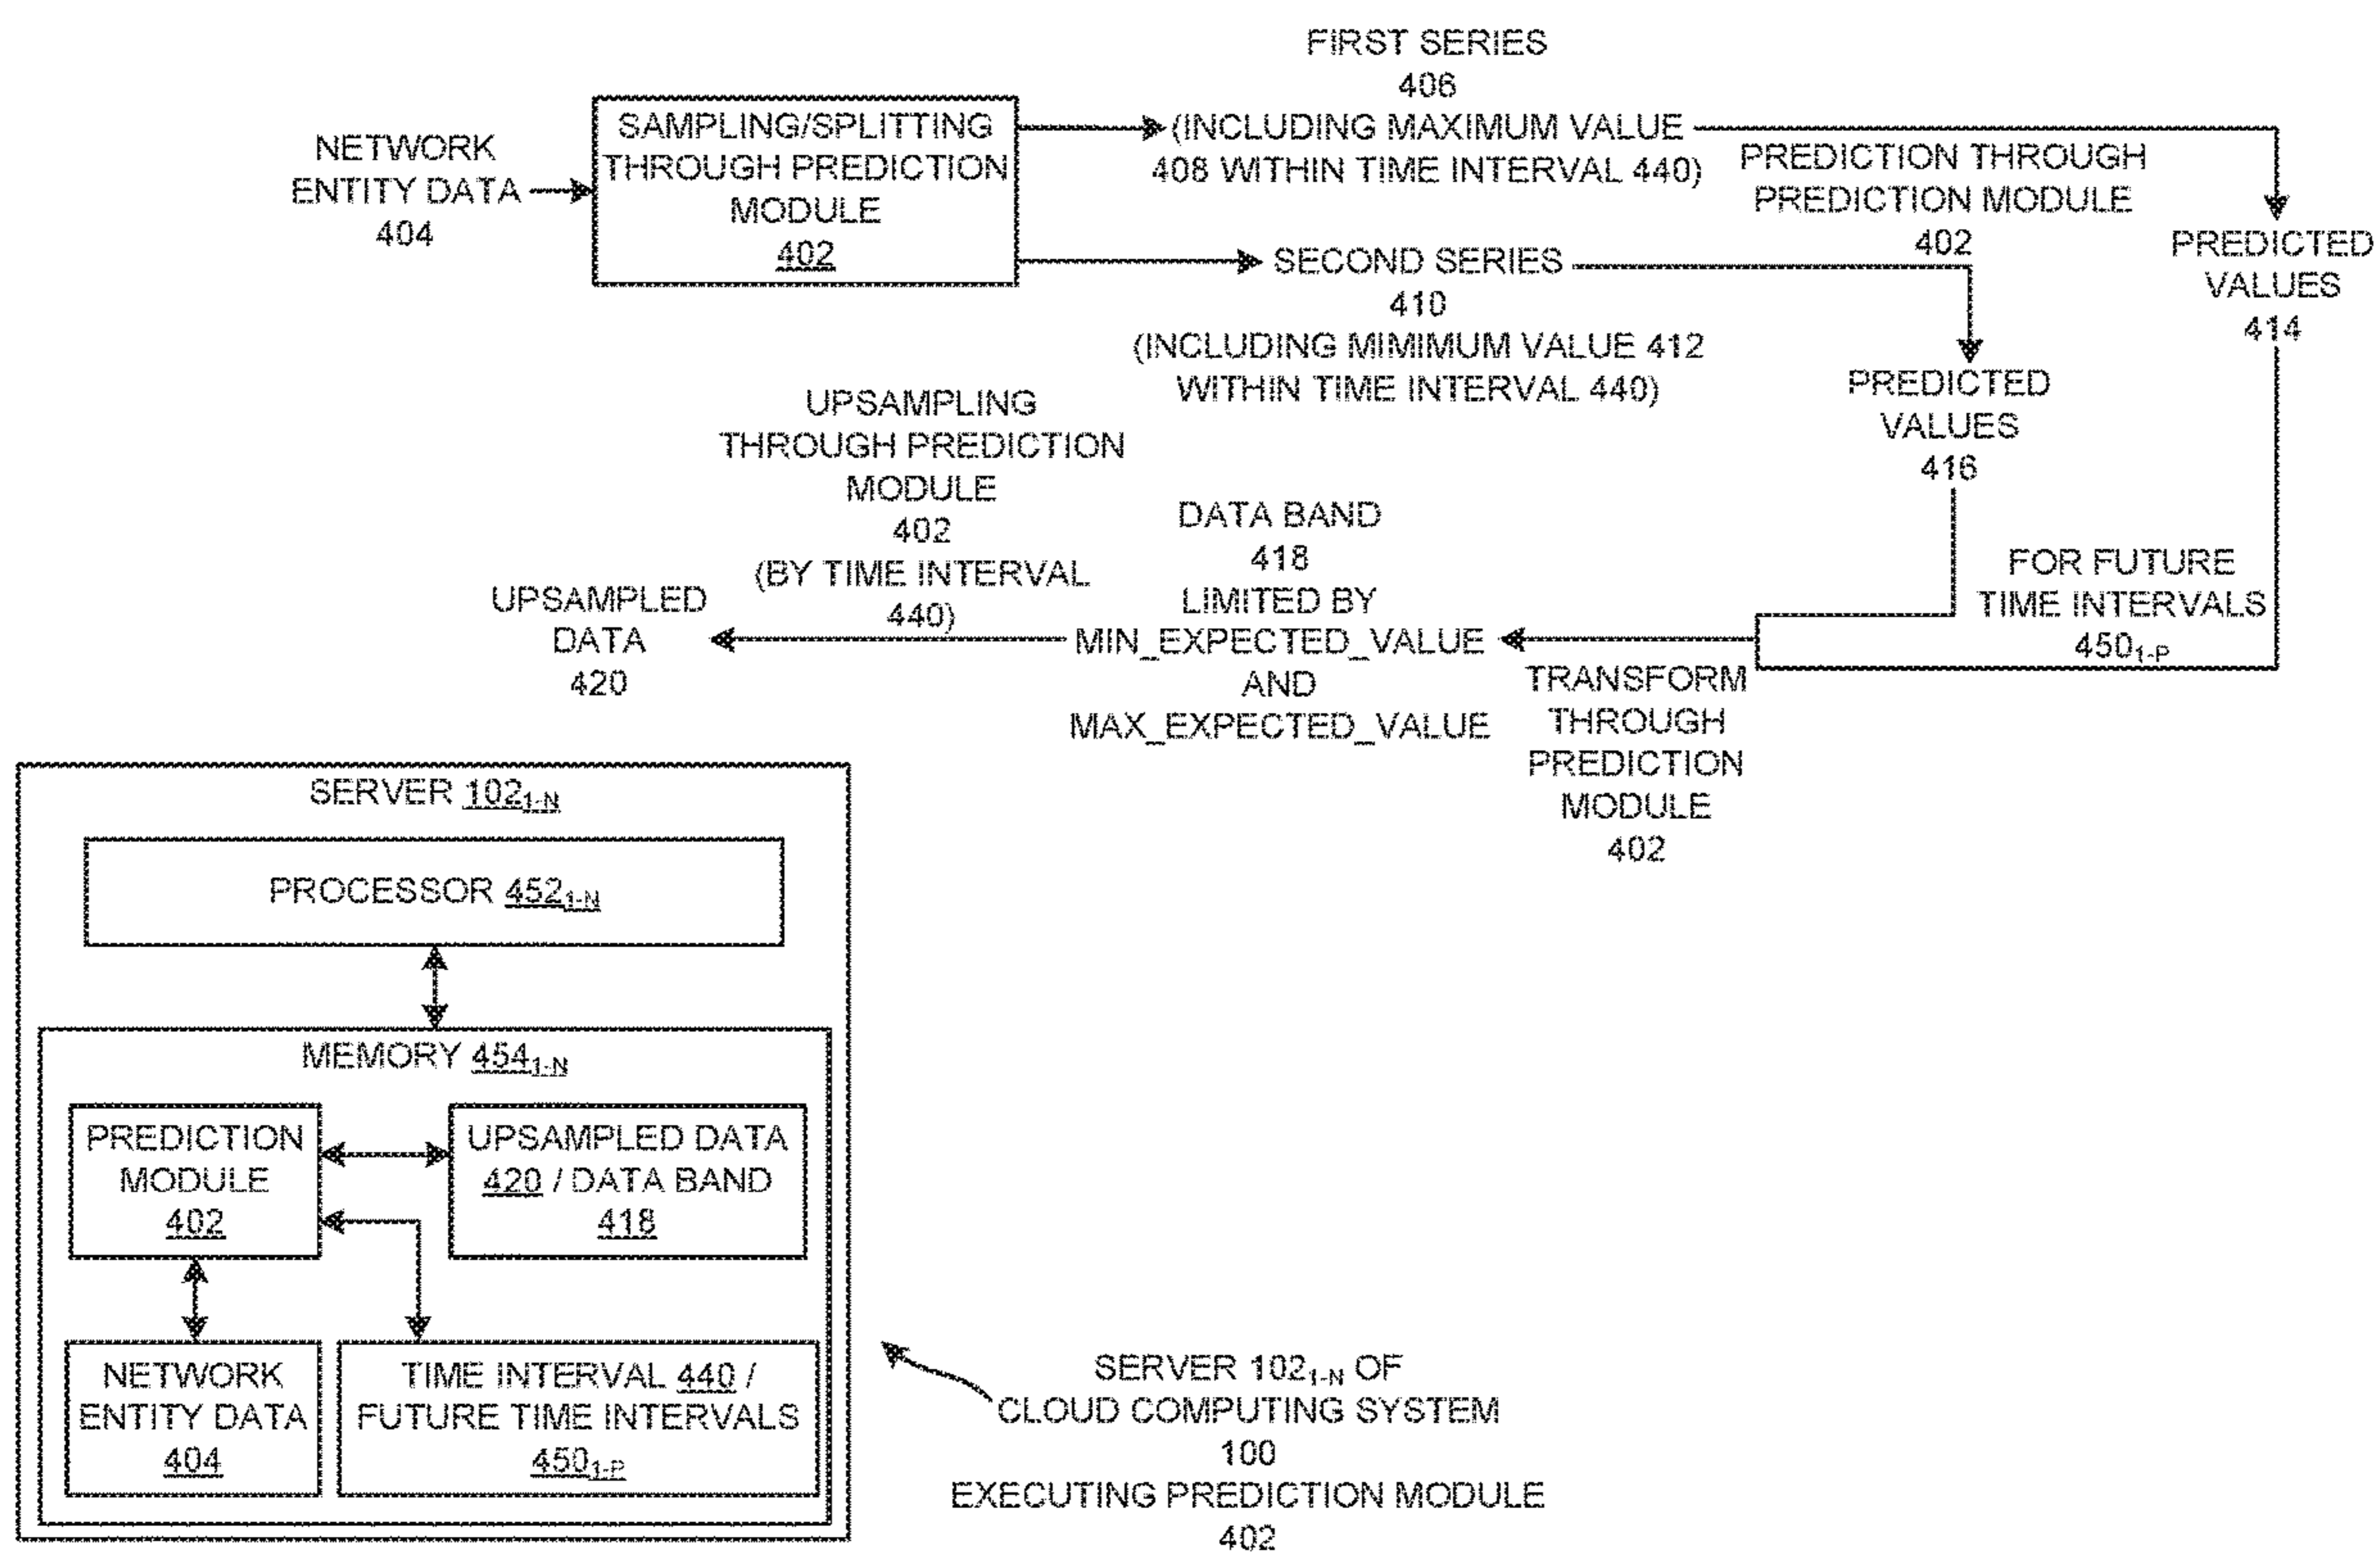 FIRST SERIES
406
(INCLUDING MAXIMUM VALUE
408 WITHIN TIME INTERVAL 440)
NETWORK
ENTITY DATA
404
SAMPLING/SPLITTING
THROUGH PREDICTION
MODULE
402
PREDICTION THROUGH
PREDICTION MODULE
402
PREDICTED
VALUES
414
SECOND SERIES
410
(INCLUDING MIMIMUM VALUE 412
WITHIN TIME INTERVAL 440)
PREDICTED
VALUES
416
UPSAMPLING
THROUGH PREDICTION
MODULE
402
(BY TIME INTERVAL
440)
DATA BAND
418
LIMITED BY
MIN_EXPECTED_VALUE
AND
MAX_EXPECTED_VALUE
FOR FUTURE
TIME INTERVALS
450₁₋P
UPSAMPLED
DATA
420
TRANSFORM
THROUGH
PREDICTION
MODULE
402
SERVER 102₁₋N
PROCESSOR 452₁₋N
MEMORY 454₁₋N
PREDICTION
MODULE
402
UPSAMPLED DATA
420 / DATA BAND
418
NETWORK
ENTITY DATA
404
TIME INTERVAL 440 /
FUTURE TIME INTERVALS
450₁₋P
SERVER 102₁₋N OF
CLOUD COMPUTING SYSTEM
100
EXECUTING PREDICTION MODULE
402